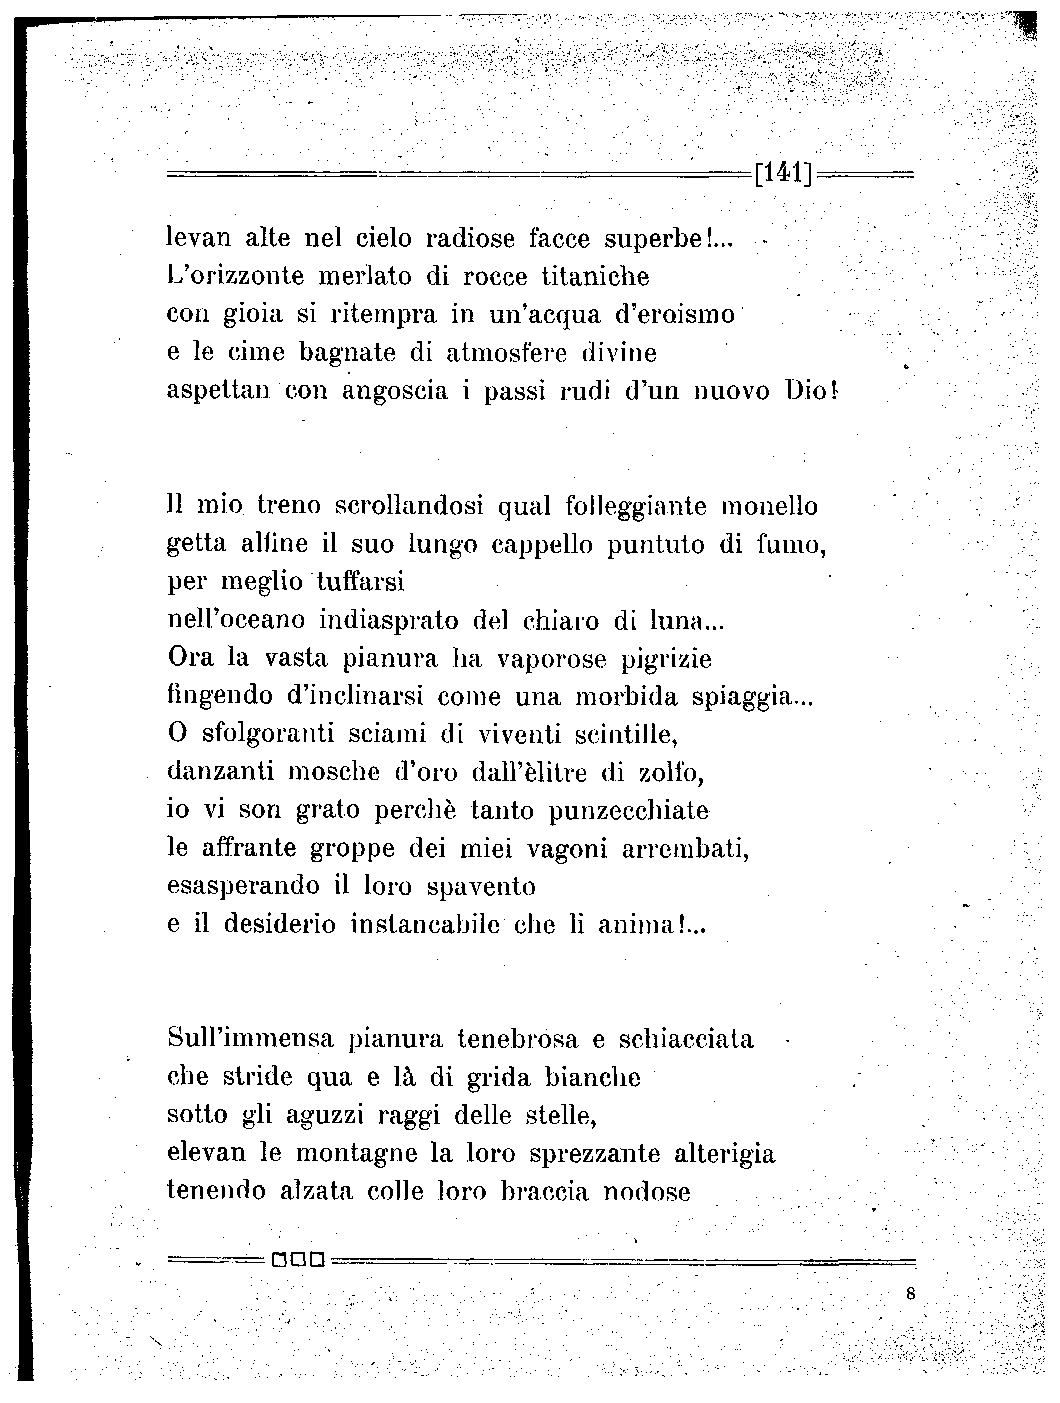 [141]
levan alte nel cielo radiose facce superbe!...
L'orizzonte merlato di rocce titaniche
con gioia si ritempra in un'acqua d'eroismo
e le cime bagnate di atmosfere divine
aspettan con angoscia i passi rudi d'un nuovo Dio!
Il mio treno scrollandosi qual folleggiante monello
getta alfine il suo lungo cappello puntuto di fumo,
per meglio tuffarsi
nell'oceano indiasprato del chiaro di luna...
Ora la vasta pianura ha vaporose pigrizie
fingendo d'inclinarsi come una morbida spiaggia...
O sfolgoranti sciami di viventi scintille,
danzanti mosche d'oro dall'èlitre di zolfo,
io vi son grato perchè tanto punzecchiate
le affrante groppe dei miei vagoni arrembati,
esasperando il loro spavento
e il desiderio instancabile che li anima!...
Sull'immensa pianura tenebrosa e schiacciata
che stride qua e là di grida bianche
sotto gli aguzzi raggi delle stelle,
elevan le montagne la loro sprezzante alterigia
tenendo alzata colle loro braccia nodose
8